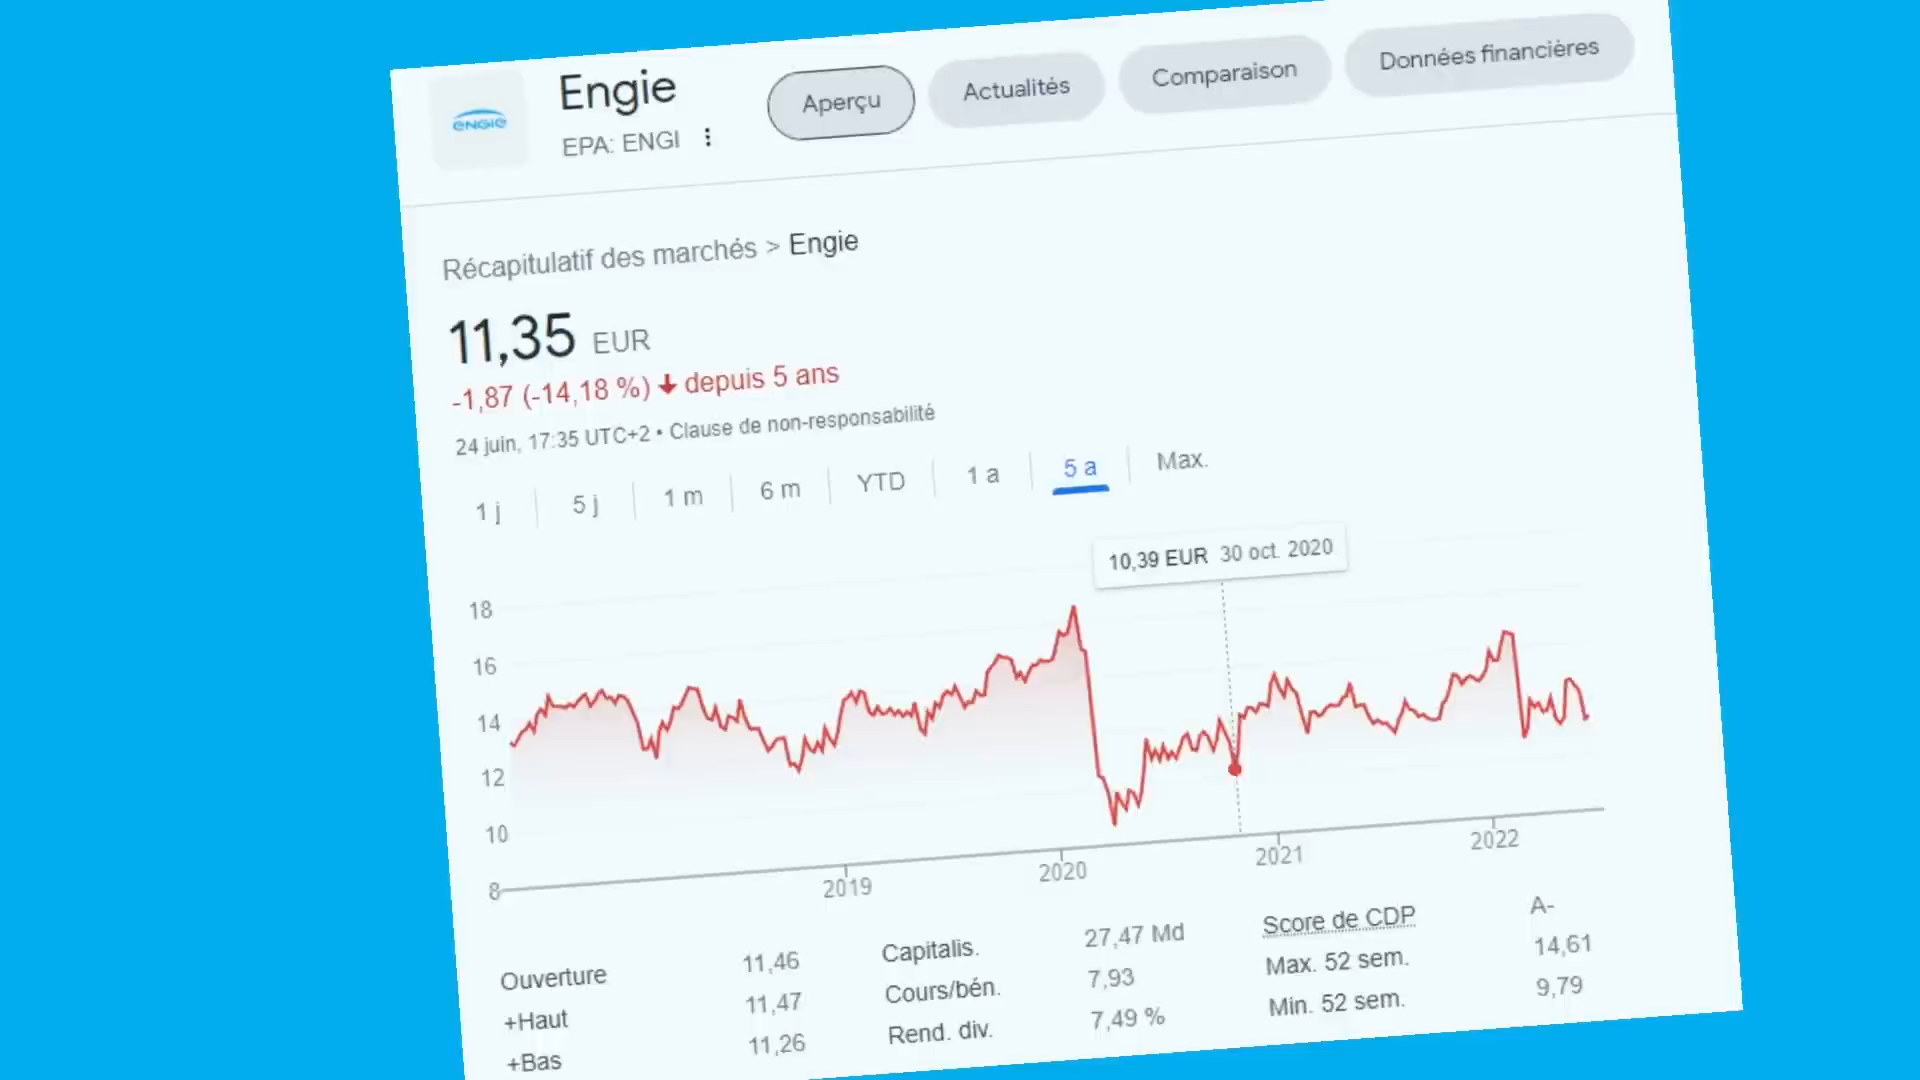 ENGIE
Engie
EPA: ENGI
Aperçu
Actualités
Comparaison
Données financières
Récapitulatif des marchés > Engie
11,35 EUR
-1,87 (-14,18 %) ↓ depuis 5 ans
24 juin, 17:35 UTC+2 • Clause de non-responsabilité
1 j
5 j
1 m
6 m
YTD
1 a
5 a
Max.
10,39 EUR 30 oct. 2020
18
16
14
12
10
8
2019
2020
2021
2022
Ouverture 11,46
+Haut 11,47
+Bas 11,26
Capitalis. 27,47 Md
Cours/bén. 7,93
Rend. div. 7,49 %
Score de CDP A-
Max. 52 sem. 14,61
Min. 52 sem. 9,79